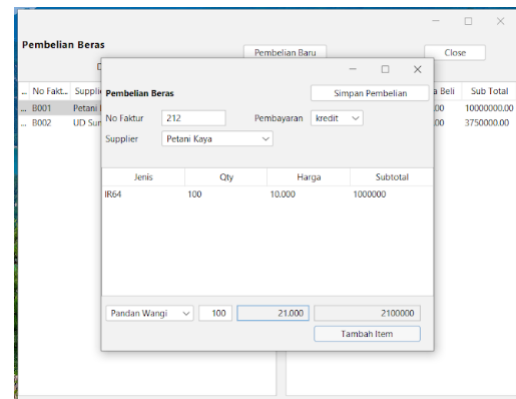 Pembelian Beras
Pembelian Baru
Close
... No Fakt... Suppli a Beli Sub Total
... B001 Petani 00 10000000.00
... B002 UD Sur 00 3750000.00
Pembelian Beras
Simpan Pembelian
No Faktur 212 Pembayaran kredit
Supplier Petani Kaya
Jenis Qty Harga Subtotal
IR64 100 10.000 1000000
Pandan Wangi 100 21.000 2100000
Tambah Item